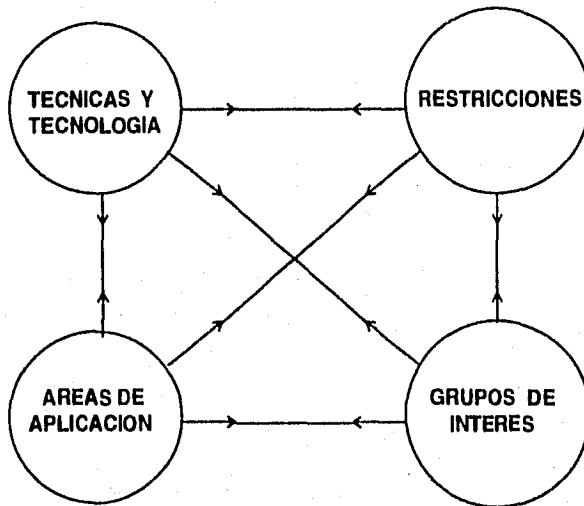 TECNICAS Y
TECNOLOGIA
RESTRICCIONES
AREAS DE
APLICACION
GRUPOS DE
INTERES